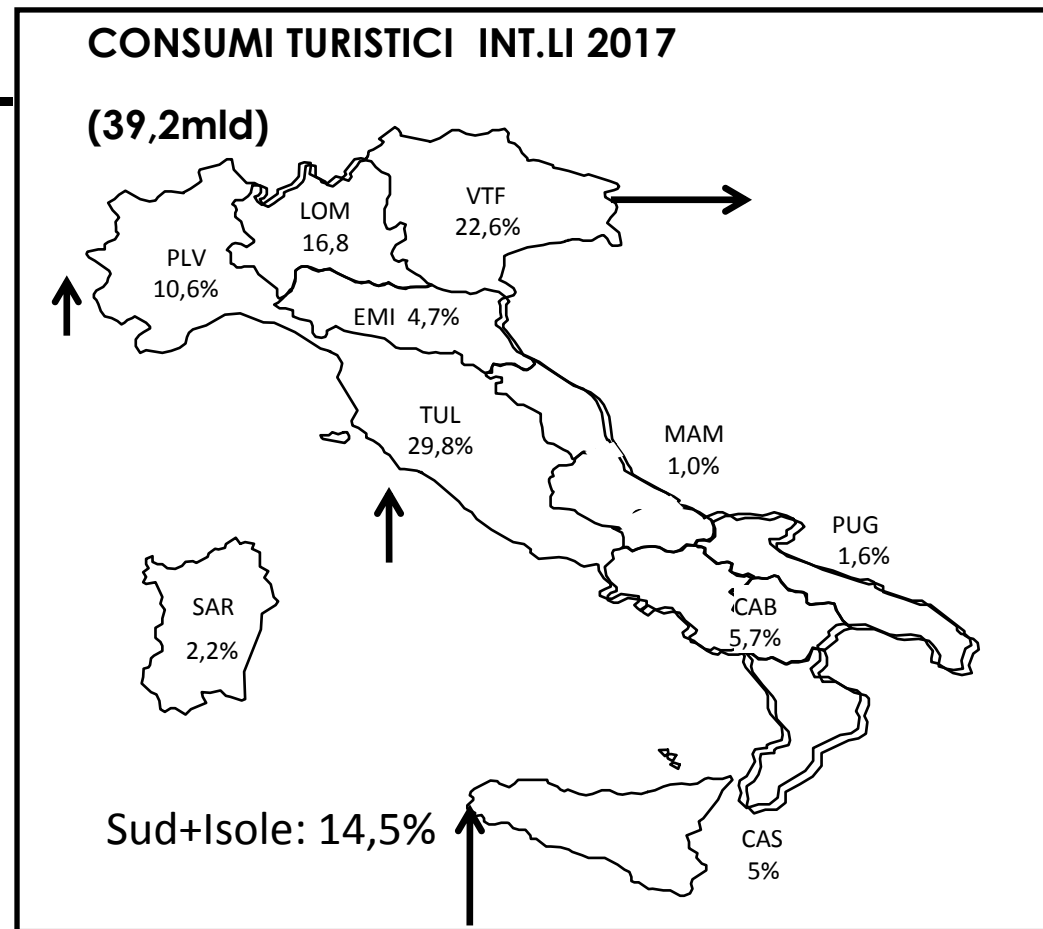 CONSUMI TURISTICI INT.LI 2017
(39,2mld)
VTF
22,6%
LOM
16,8
PLV
10,6%
EMI 4,7%
TUL
29,8%
MAM
1,0%
PUG
1,6%
SAR
2,2%
CAB
5,7%
Sud+Isole: 14,5%
CAS
5%